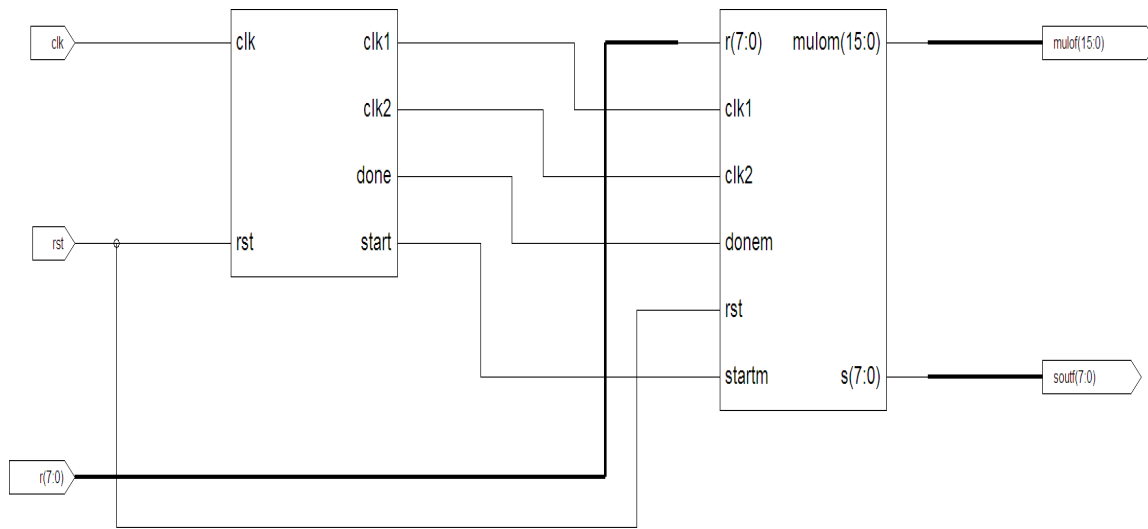 clk
rst
r(7:0)
clk
rst
clk1
clk2
done
start
r(7:0)
clk1
clk2
donem
rst
startm
mulom(15:0)
s(7:0)
mulof(15:0)
soutf(7:0)